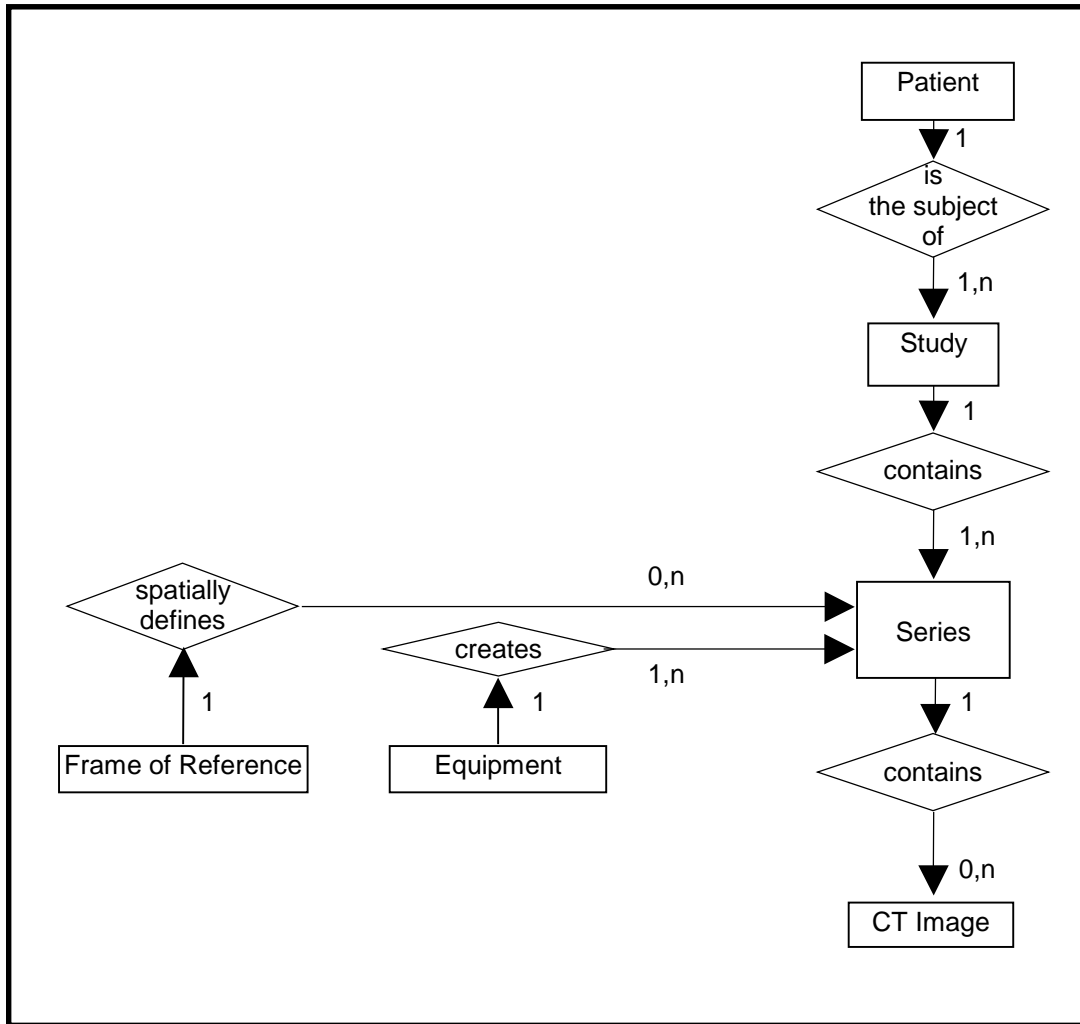 Patient
1
is
the subject
of
1,n
Study
1
contains
1,n
spatially
defines
0,n
Series
creates
1,n
1
1
1
Frame of Reference
Equipment
contains
0,n
CT Image